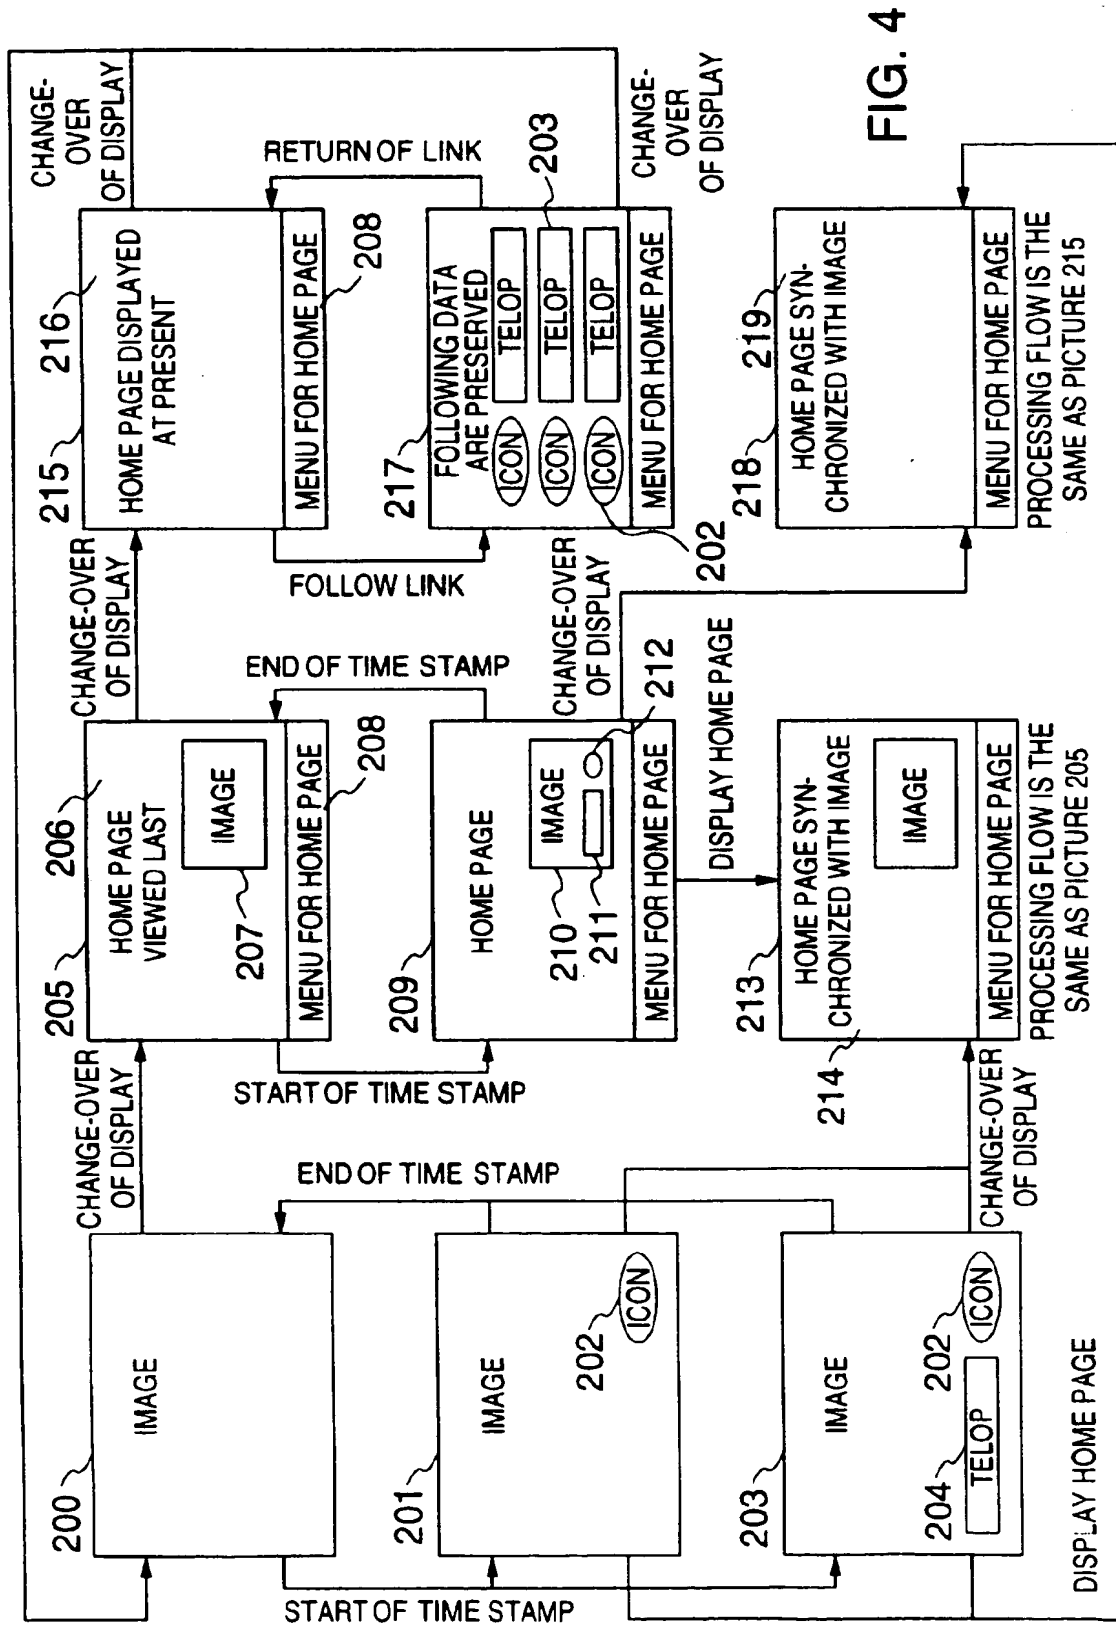 CHANGE-
OVER
OF DISPLAY
215
216
HOME PAGE DISPLAYED
AT PRESENT
MENU FOR HOME PAGE
208
RETURN OF LINK
FOLLOW LINK
217
FOLLOWING DATA
ARE PRESERVED
ICON
TELOP
ICON
TELOP
ICON
TELOP
203
202
MENU FOR HOME PAGE
CHANGE-
OVER
OF DISPLAY
218
219
HOME PAGE SYN-
CHRONIZED WITH IMAGE
MENU FOR HOME PAGE
PROCESSING FLOW IS THE
SAME AS PICTURE 215
FIG. 4
CHANGE-OVER
OF DISPLAY
205
206
HOME PAGE
VIEWED LAST
IMAGE
207
MENU FOR HOME PAGE
208
END OF TIME STAMP
START OF TIME STAMP
209
HOME PAGE
IMAGE
210
211
212
MENU FOR HOME PAGE
CHANGE-OVER
OF DISPLAY
DISPLAY HOME PAGE
213
HOME PAGE SYN-
CHRONIZED WITH IMAGE
214
IMAGE
MENU FOR HOME PAGE
PROCESSING FLOW IS THE
SAME AS PICTURE 205
CHANGE-OVER
OF DISPLAY
200
IMAGE
END OF TIME STAMP
START OF TIME STAMP
201
IMAGE
202
ICON
203
IMAGE
204
TELOP
202
ICON
CHANGE-OVER
OF DISPLAY
DISPLAY HOME PAGE